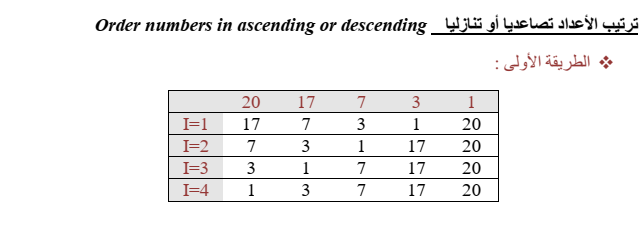 ترتيب الأعداد تصاعديا أو تنازليا _ Order numbers in ascending or descending
❖ الطريقة الأولى :
20 17 7 3 1
I=1 17 7 3 1 20
I=2 7 3 1 17 20
I=3 3 1 7 17 20
I=4 1 3 7 17 20